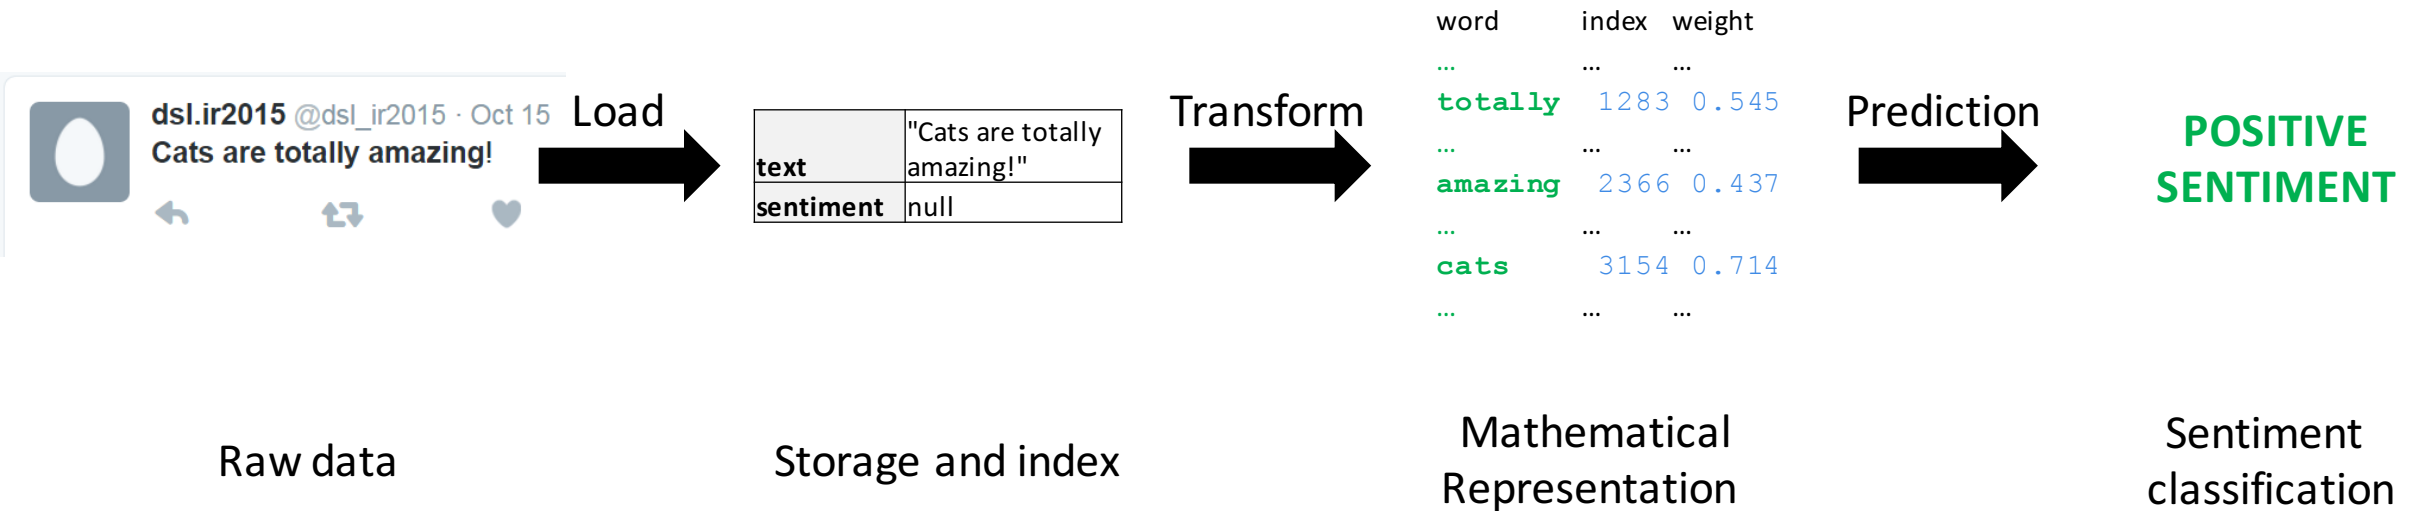 dsl.ir2015 @dsl_ir2015 · Oct 15
Cats are totally amazing!
Load
text
"Cats are totally
amazing!"
sentiment null
Transform
word index weight
… … …
totally 1283 0.545
… … …
amazing 2366 0.437
… … …
cats 3154 0.714
… … …
Prediction
POSITIVE
SENTIMENT
Raw data
Storage and index
Mathematical
Representation
Sentiment
classification